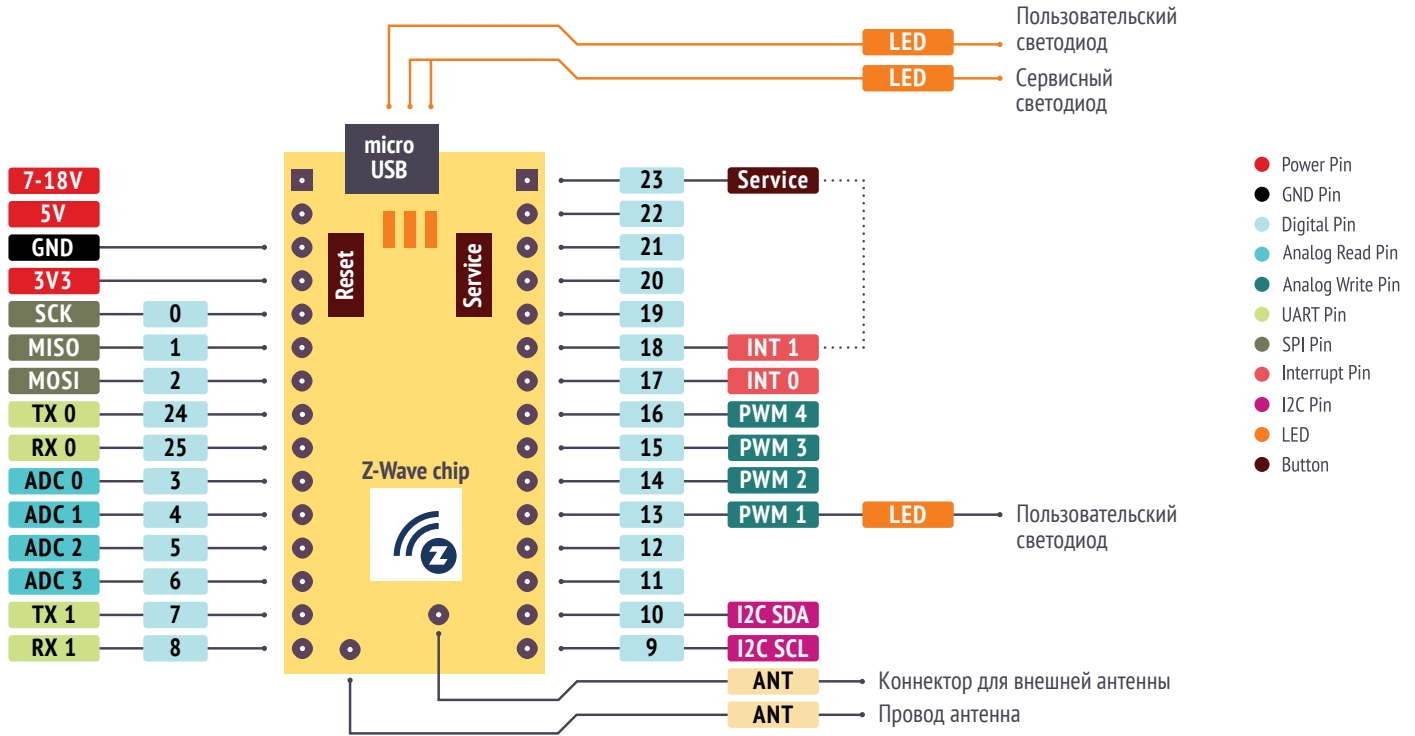 Пользовательский
светодиод
LED
LED
Сервисный
светодиод
micro
USB
7-18V
5V
GND
3V3
SCK 0
MISO 1
MOSI 2
TX 0 24
RX 0 25
ADC 0 3
ADC 1 4
ADC 2 5
ADC 3 6
TX 1 7
RX 1 8
Reset
Service
Z-Wave chip
Z
23 Service
22
21
20
19
18 INT 1
17 INT 0
16 PWM 4
15 PWM 3
14 PWM 2
13 PWM 1 LED
Пользовательский
светодиод
12
11
10 I2C SDA
9 I2C SCL
ANT Коннектор для внешней антенны
ANT Провод антенна
Power Pin
GND Pin
Digital Pin
Analog Read Pin
Analog Write Pin
UART Pin
SPI Pin
Interrupt Pin
I2C Pin
LED
Button